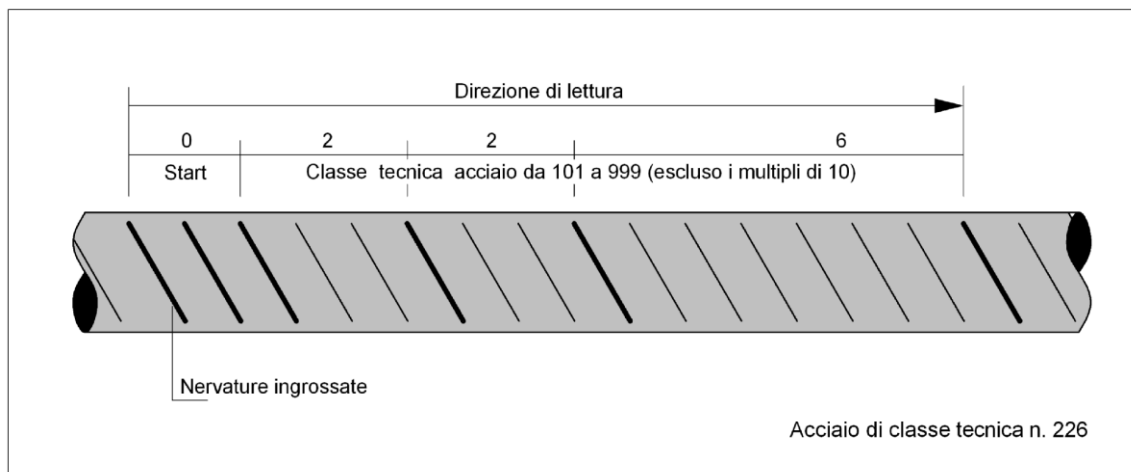 Direzione di lettura
0 2 2 6
Start Classe tecnica acciaio da 101 a 999 (escluso i multipli di 10)
Nervature ingrossate
Acciaio di classe tecnica n. 226